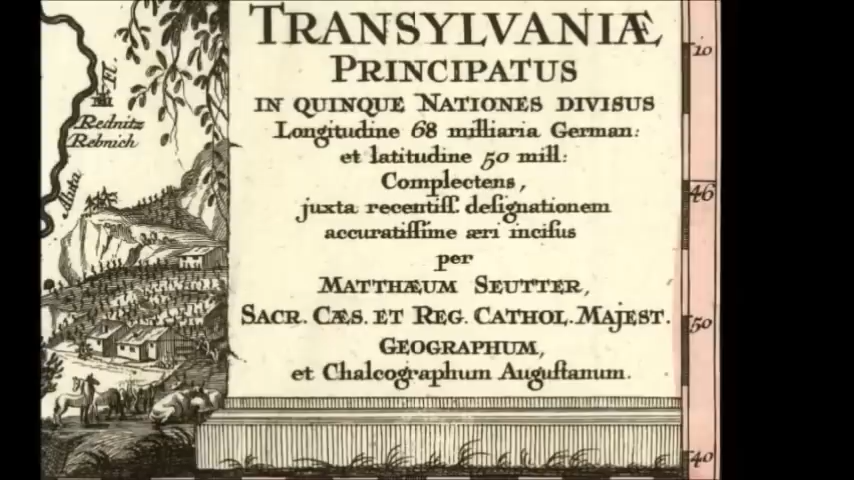 TRANSYLVANIÆ
PRINCIPATUS
IN QUINQUE NATIONES DIVISUS
Longitudine 68 milliaria German:
et latitudine 50 mill:
Complectens,
juxta recentiſſ. deſignationem
accuratiſſime æri inciſus
per
MATTHÆUM SEUTTER,
SACR. CÆS. ET REG. CATHOL. MAJEST.
GEOGRAPHUM,
et Chalcographum Auguſtanum.
Fl.
Rednitz
Rebnich
Aluta
10
46
50
40